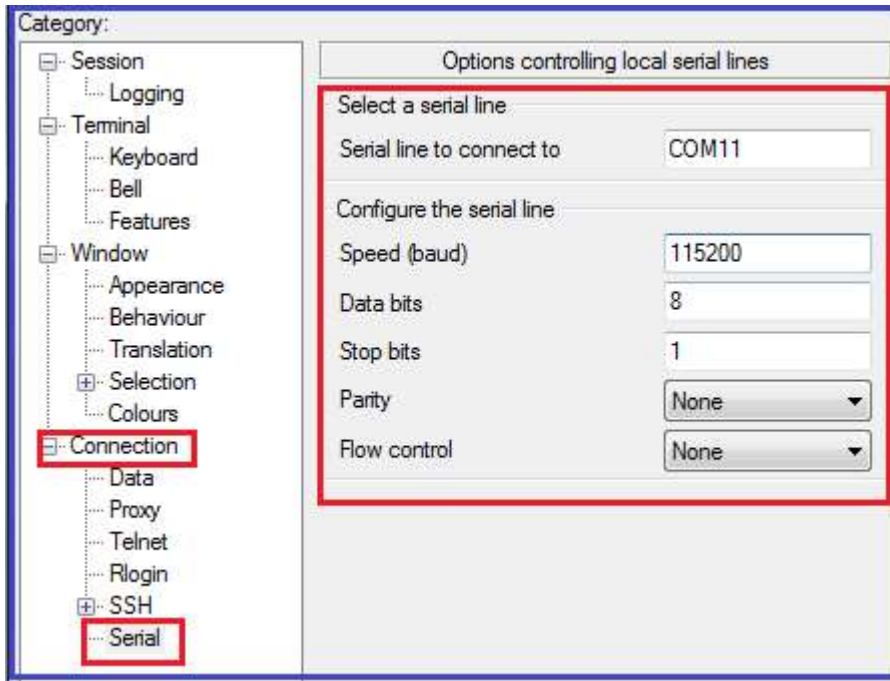 Category:
Session
Logging
Terminal
Keyboard
Bell
Features
Window
Appearance
Behaviour
Translation
Selection
Colours
Connection
Data
Proxy
Telnet
Rlogin
SSH
Serial
Options controlling local serial lines
Select a serial line
Serial line to connect to COM11
Configure the serial line
Speed (baud) 115200
Data bits 8
Stop bits 1
Parity None
Flow control None